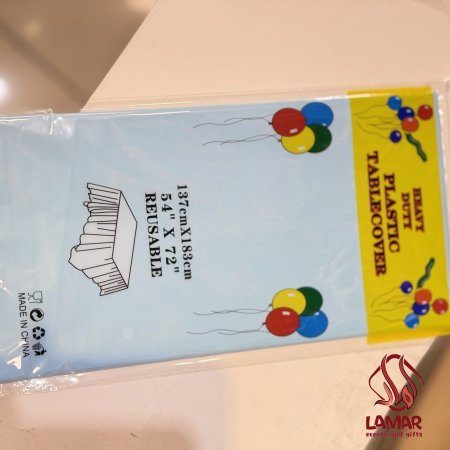 HEAVY
DUTY
PLASTIC
TABLECOVER
137cmX183cm
54" X 72"
REUSABLE
MADE IN CHINA
LAMAR
events and gifts